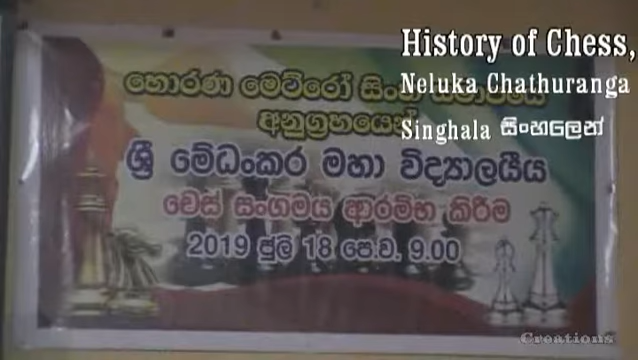 History of Chess,
Neluka Chathuranga
Singhala සිංහලෙන්
හොරණ මෙට්රෝ
අනුග්‍රහයෙන්
ශ්‍රී මේධංකර මහා විද්‍යාලයීය
චෙස් සංගමය ආරම්භ කිරීම
2019 ජූලි 18 පෙ.ව. 9.00
Creations